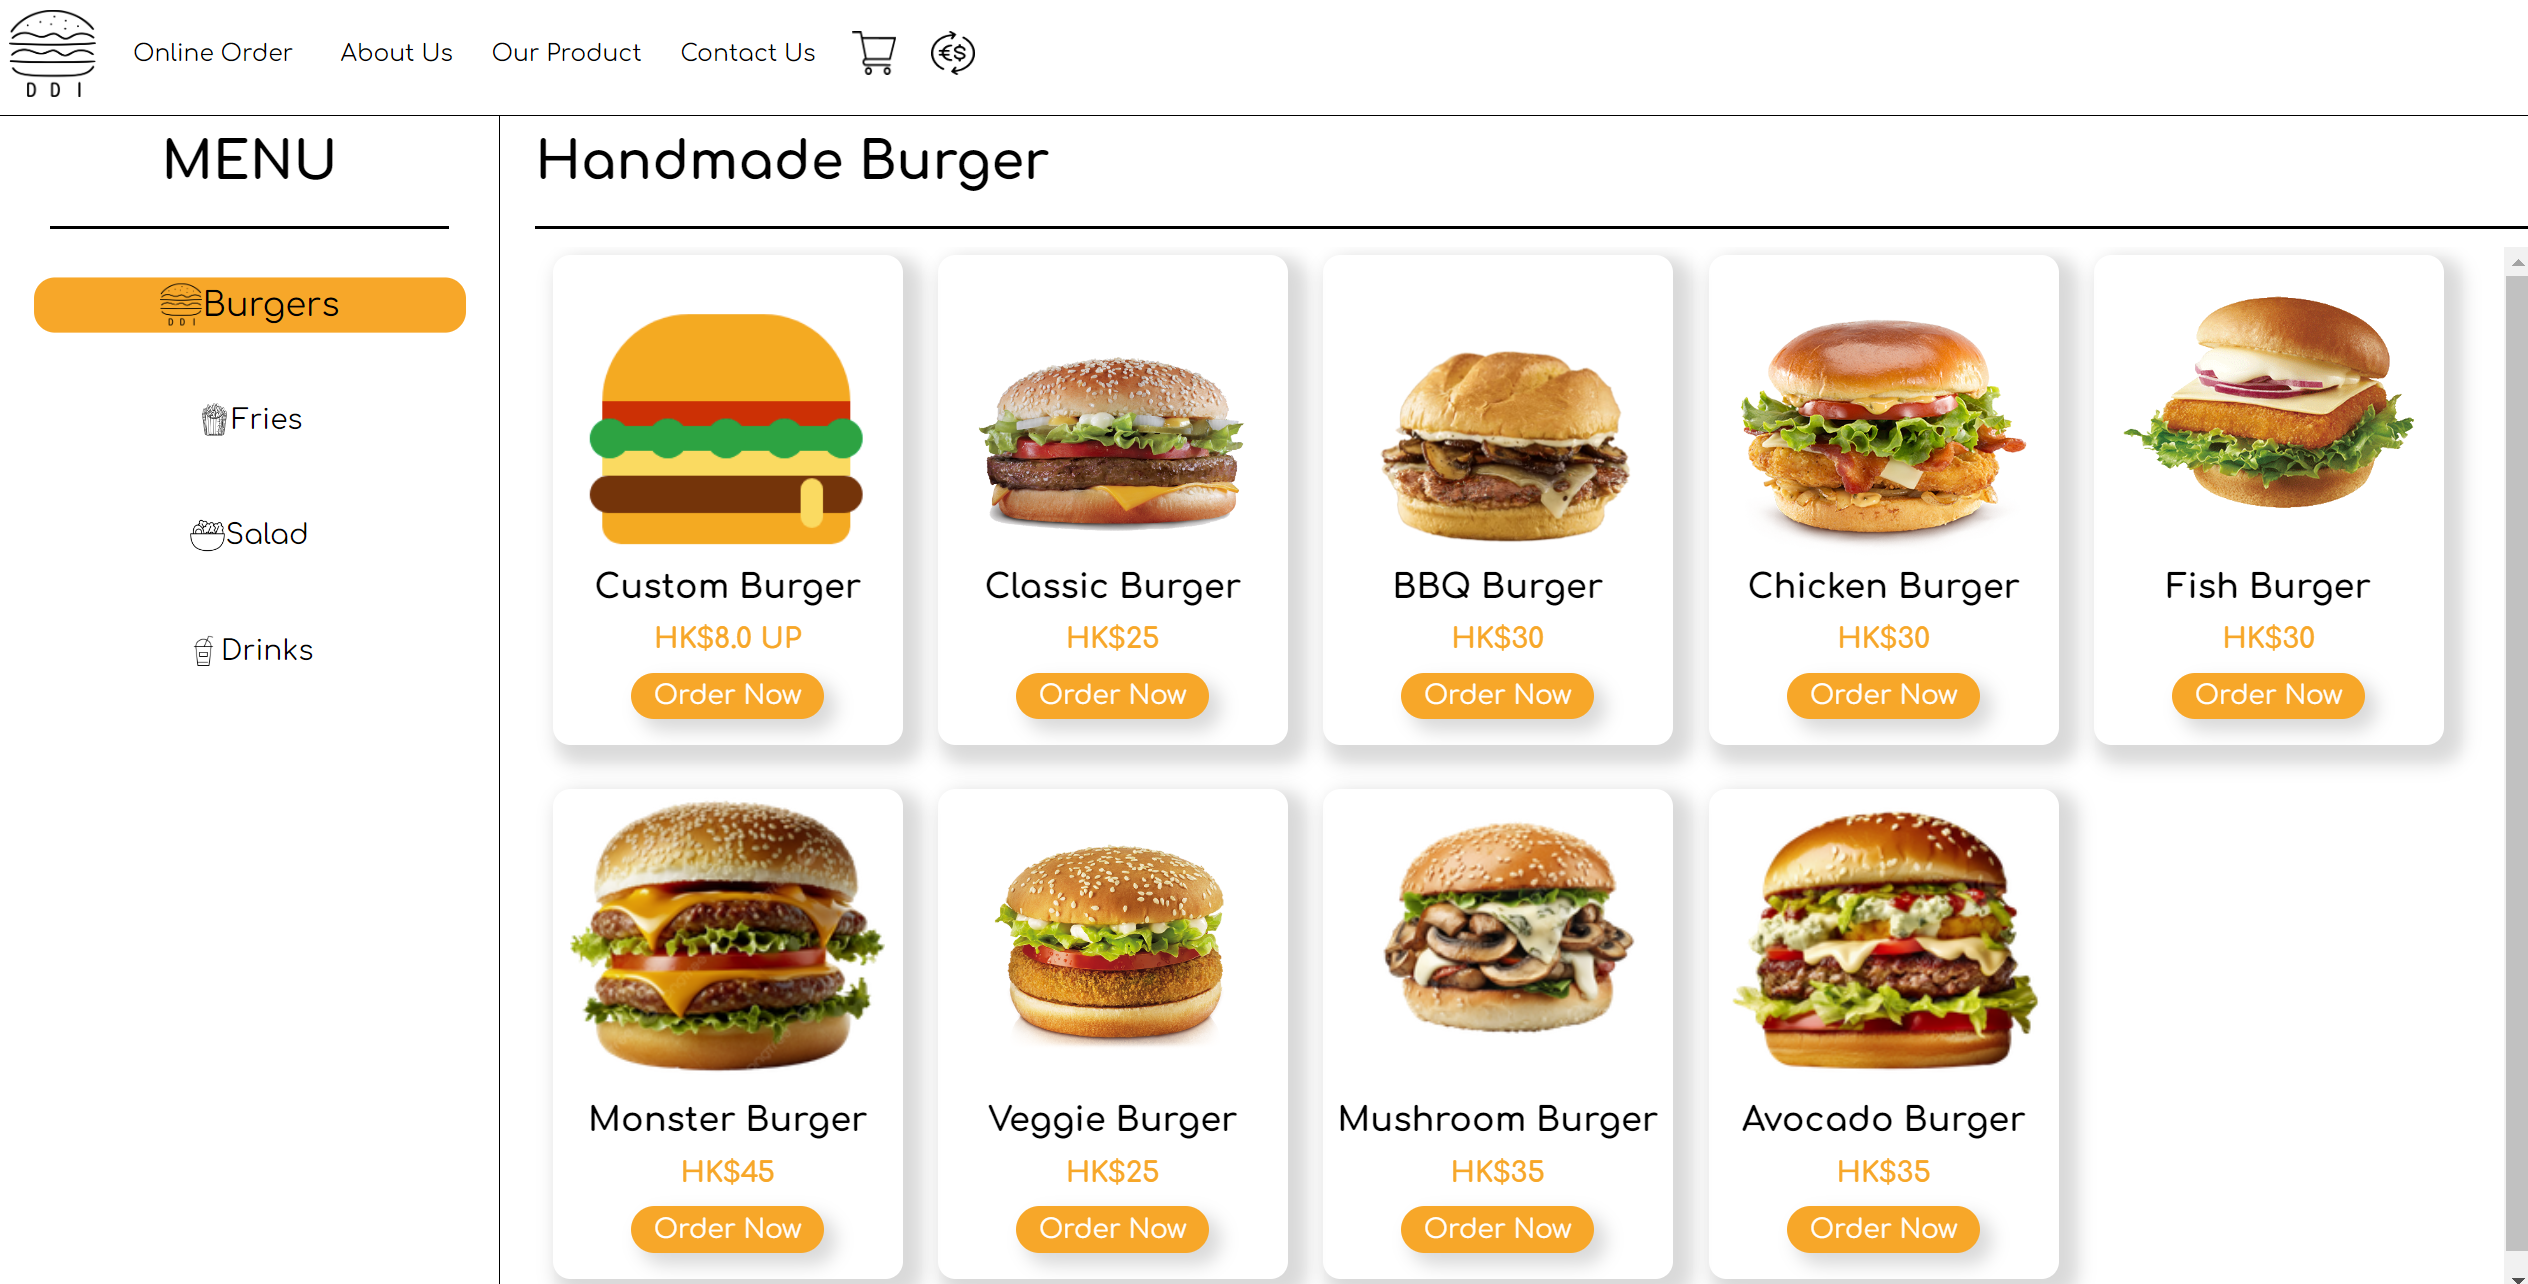 DDI
Online Order
About Us
Our Product
Contact Us
€$
MENU
DDI
Burgers
Fries
Salad
Drinks
Handmade Burger
Custom Burger
HK$8.0 UP
Order Now
Classic Burger
HK$25
Order Now
BBQ Burger
HK$30
Order Now
Chicken Burger
HK$30
Order Now
Fish Burger
HK$30
Order Now
Monster Burger
HK$45
Order Now
Veggie Burger
HK$25
Order Now
Mushroom Burger
HK$35
Order Now
Avocado Burger
HK$35
Order Now